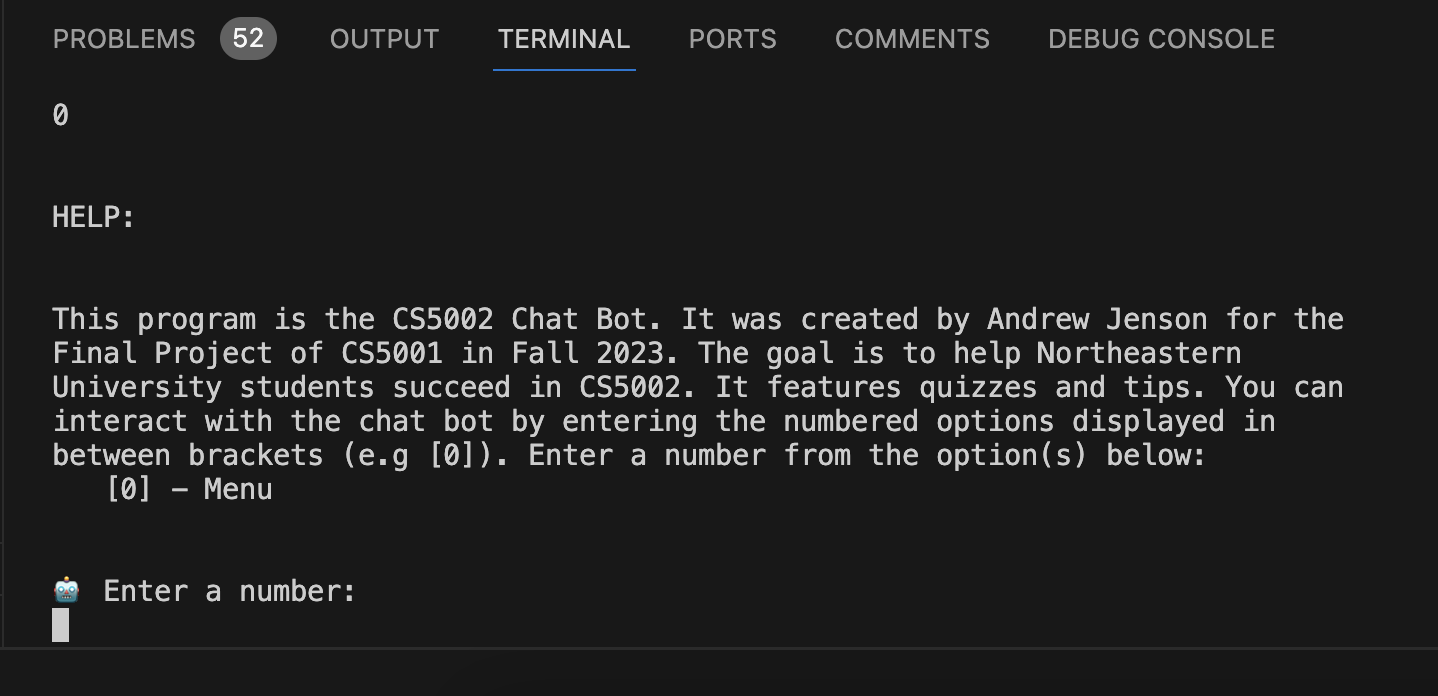 PROBLEMS 52 OUTPUT TERMINAL PORTS COMMENTS DEBUG CONSOLE
0
HELP:
This program is the CS5002 Chat Bot. It was created by Andrew Jenson for the
Final Project of CS5001 in Fall 2023. The goal is to help Northeastern
University students succeed in CS5002. It features quizzes and tips. You can
interact with the chat bot by entering the numbered options displayed in
between brackets (e.g [0]). Enter a number from the option(s) below:
[0] – Menu
🤖 Enter a number: